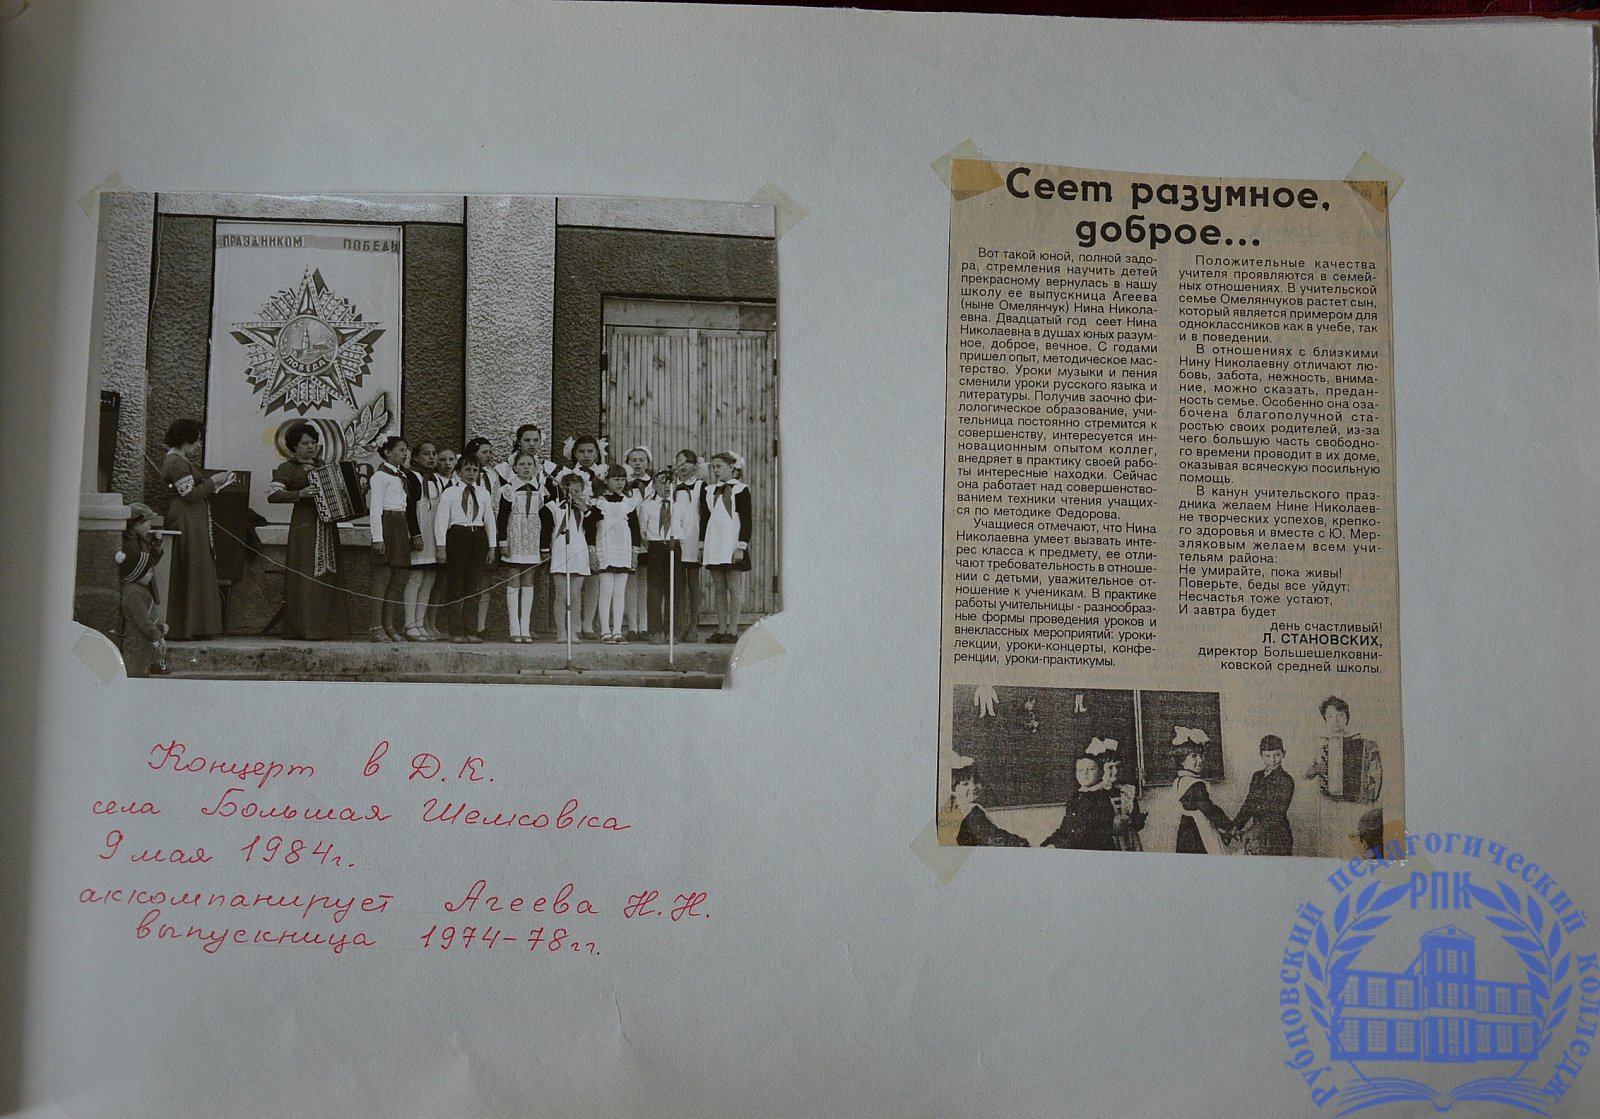 ПРАЗДНИКОМ ПОБЕДЫ
ПОБЕДА
Концерт в Д.К.
села Большая Шелковка
9 мая 1984г.
аккомпанирует Агеева Н.Н.
выпускница 1974-78гг.
Сеет разумное,
доброе...
Вот такой юной, полной задо-
ра, стремления научить детей
прекрасному вернулась в нашу
школу ее выпускница Агеева
(ныне Омелянчук) Нина Никола-
евна. Двадцатый год сеет Нина
Николаевна в душах юных разум-
ное, доброе, вечное. С годами
пришел опыт, методическое мас-
терство. Уроки музыки и пения
сменили уроки русского языка и
литературы. Получив заочно фи-
лологическое образование, учи-
тельница постоянно стремится к
совершенству, интересуется ин-
новационным опытом коллег,
внедряет в практику своей рабо-
ты интересные находки. Сейчас
она работает над совершенство-
ванием техники чтения учащих-
ся по методике Федорова.
Учащиеся отмечают, что Нина
Николаевна умеет вызвать инте-
рес класса к предмету, ее отли-
чают требовательность в отноше-
нии с детьми, уважительное от-
ношение к ученикам. В практике
работы учительницы - разнообраз-
ные формы проведения уроков и
внеклассных мероприятий: уроки-
лекции, уроки-концерты, конфе-
ренции, уроки-практикумы.
Положительные качества
учителя проявляются в семей-
ных отношениях. В учительской
семье Омелянчуков растет сын,
который является примером для
одноклассников как в учебе, так
и в поведении.
В отношениях с близкими
Нину Николаевну отличают лю-
бовь, забота, нежность, внима-
ние, можно сказать, предан-
ность семье. Особенно она оза-
бочена благополучной ста-
ростью своих родителей, из-за
чего большую часть свободно-
го времени проводит в их доме,
оказывая всяческую посильную
помощь.
В канун учительского праз-
дника желаем Нине Николаев-
не творческих успехов, крепко-
го здоровья и вместе с Ю. Мер-
зляковым желаем всем учи-
тельям района:
Не умирайте, пока живы!
Поверьте, беды все уйдут:
Несчастья тоже устают,
И завтра будет
день счастливый!
Л. СТАНОВСКИХ,
директор Большешелковни-
ковской средней школы.
Рубцовский педагогический колледж
РПК